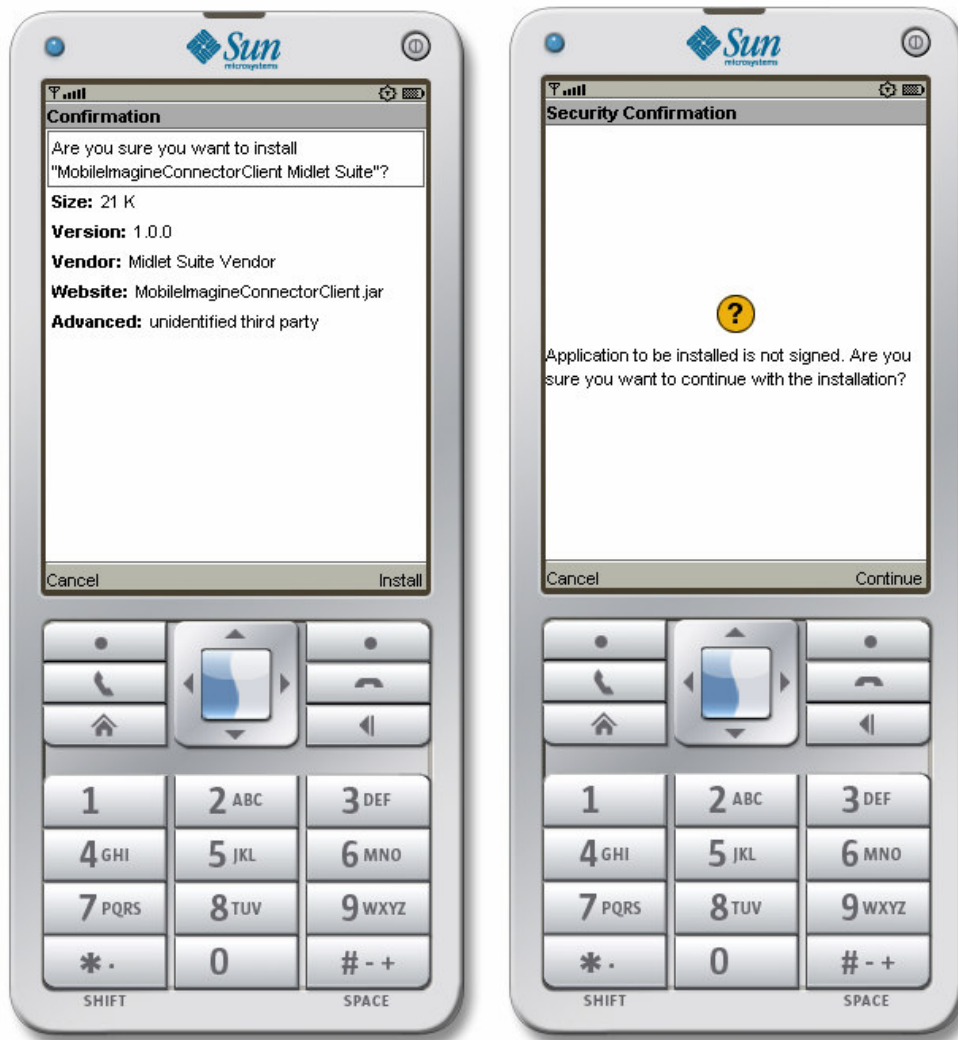 Sun
microsystems
Confirmation
Are you sure you want to install
"MobileImagineConnectorClient Midlet Suite"?
Size: 21 K
Version: 1.0.0
Vendor: Midlet Suite Vendor
Website: MobileImagineConnectorClient.jar
Advanced: unidentified third party
Cancel
Install
1
2 ABC
3 DEF
4 GHI
5 JKL
6 MNO
7 PQRS
8 TUV
9 WXYZ
* .
0
# - +
SHIFT
SPACE
Sun
microsystems
Security Confirmation
?
Application to be installed is not signed. Are you
sure you want to continue with the installation?
Cancel
Continue
1
2 ABC
3 DEF
4 GHI
5 JKL
6 MNO
7 PQRS
8 TUV
9 WXYZ
* .
0
# - +
SHIFT
SPACE